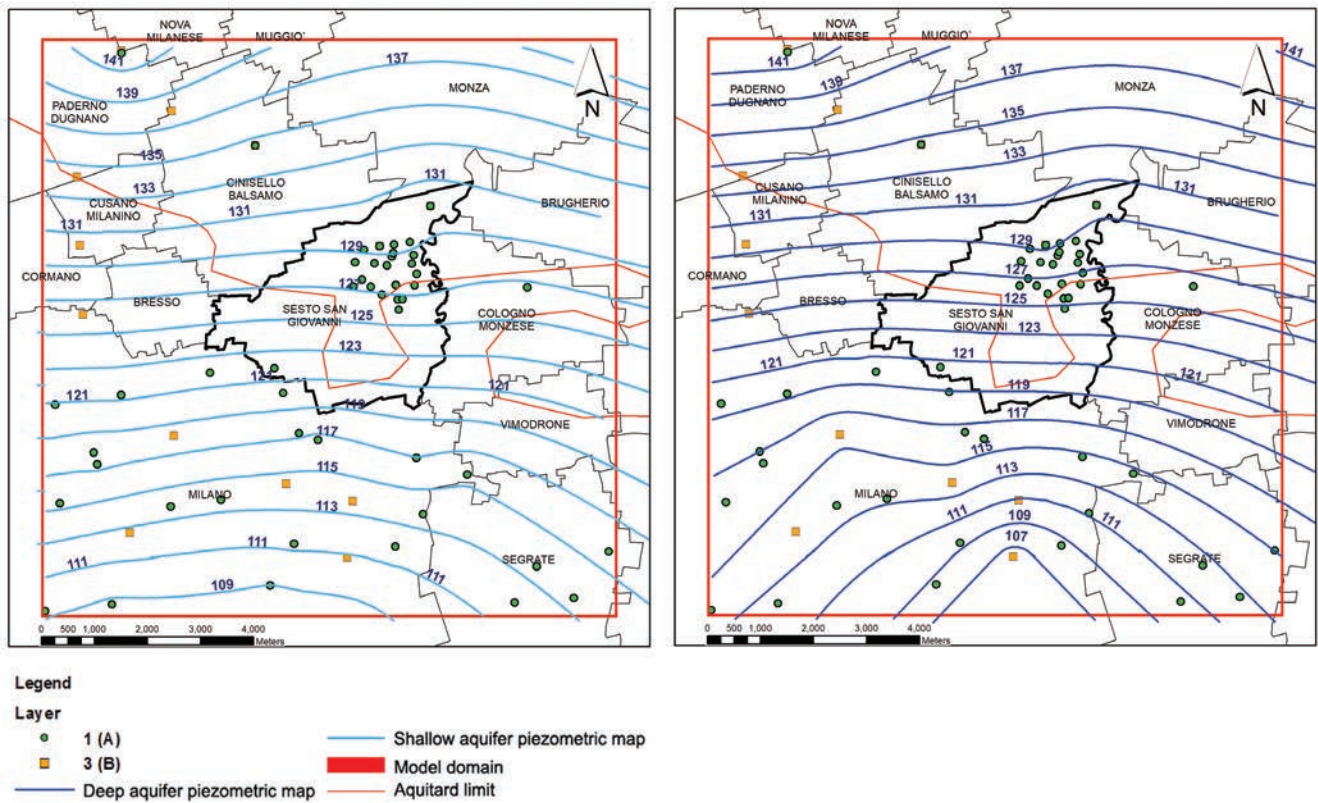 NOVA
MILANESE
MUGGIO'
141
137
139
MONZA
N
PADERNO
DUGNANO
135
133
CINISELLO
BALSAMO
131
CUSANO
MILANINO
131
131
BRUGHERIO
129
CORMANO
BRESSO
SESTO SAN
GIOVANNI
125
COLOGNO
MONZESE
123
121
121
VIMODRONE
117
115
MILANO
113
111
111
SEGRATE
109
0 500 1,000 2,000 3,000 4,000
Meters
NOVA
MILANESE
MUGGIO'
141
141
139
137
MONZA
N
PADERNO
DUGNANO
135
133
CINISELLO
BALSAMO
CUSANO
MILANINO
131
131
131
BRUGHERIO
129
127
CORMANO
BRESSO
125
SESTO SAN
GIOVANNI
COLOGNO
MONZESE
123
121
121
121
119
117
VIMODRONE
115
113
MILANO
111
111
109
107
SEGRATE
0 500 1,000 2,000 3,000 4,000
Meters
Legend
Layer
1 (A)
3 (B)
Deep aquifer piezometric map
Shallow aquifer piezometric map
Model domain
Aquitard limit